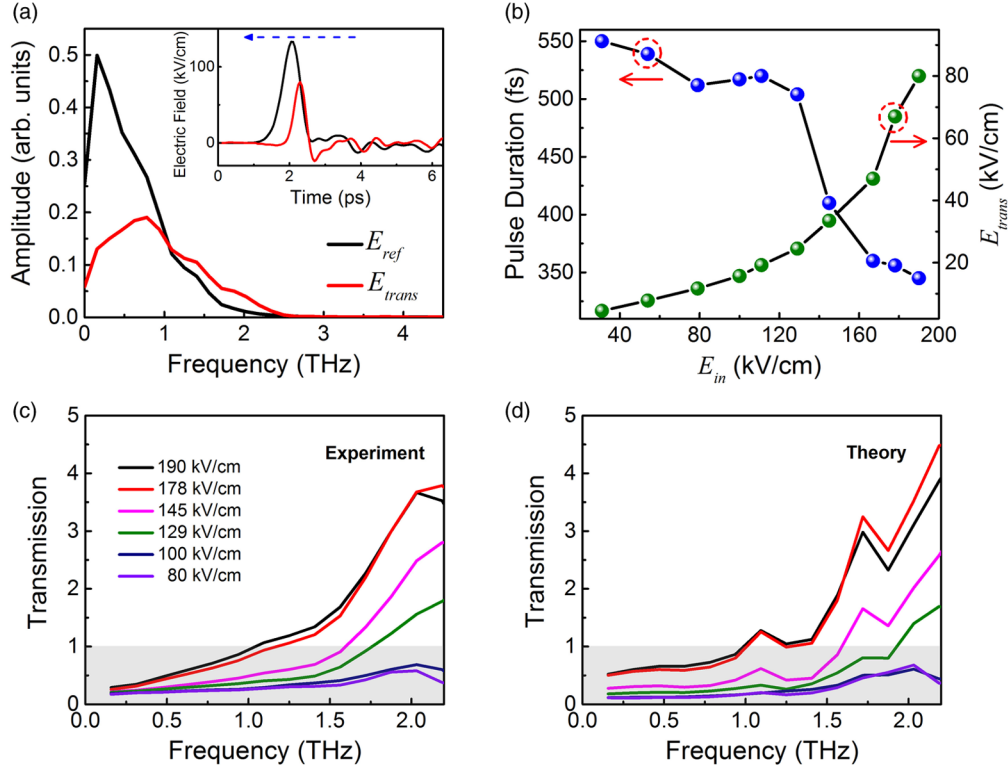 (a)
Amplitude (arb. units)
0.5
0.4
0.3
0.2
0.1
0.0
0
1
2
3
4
Frequency (THz)
E_ref
E_trans
Electric Field (kV/cm)
100
0
0
2
4
6
Time (ps)
(b)
Pulse Duration (fs)
550
500
450
400
350
80
60
40
20
0
E_trans (kV/cm)
40
80
120
160
200
E_in (kV/cm)
(c)
Transmission
5
4
3
2
1
0
0.0
0.5
1.0
1.5
2.0
Frequency (THz)
Experiment
190 kV/cm
178 kV/cm
145 kV/cm
129 kV/cm
100 kV/cm
80 kV/cm
(d)
Transmission
5
4
3
2
1
0
0.0
0.5
1.0
1.5
2.0
Frequency (THz)
Theory